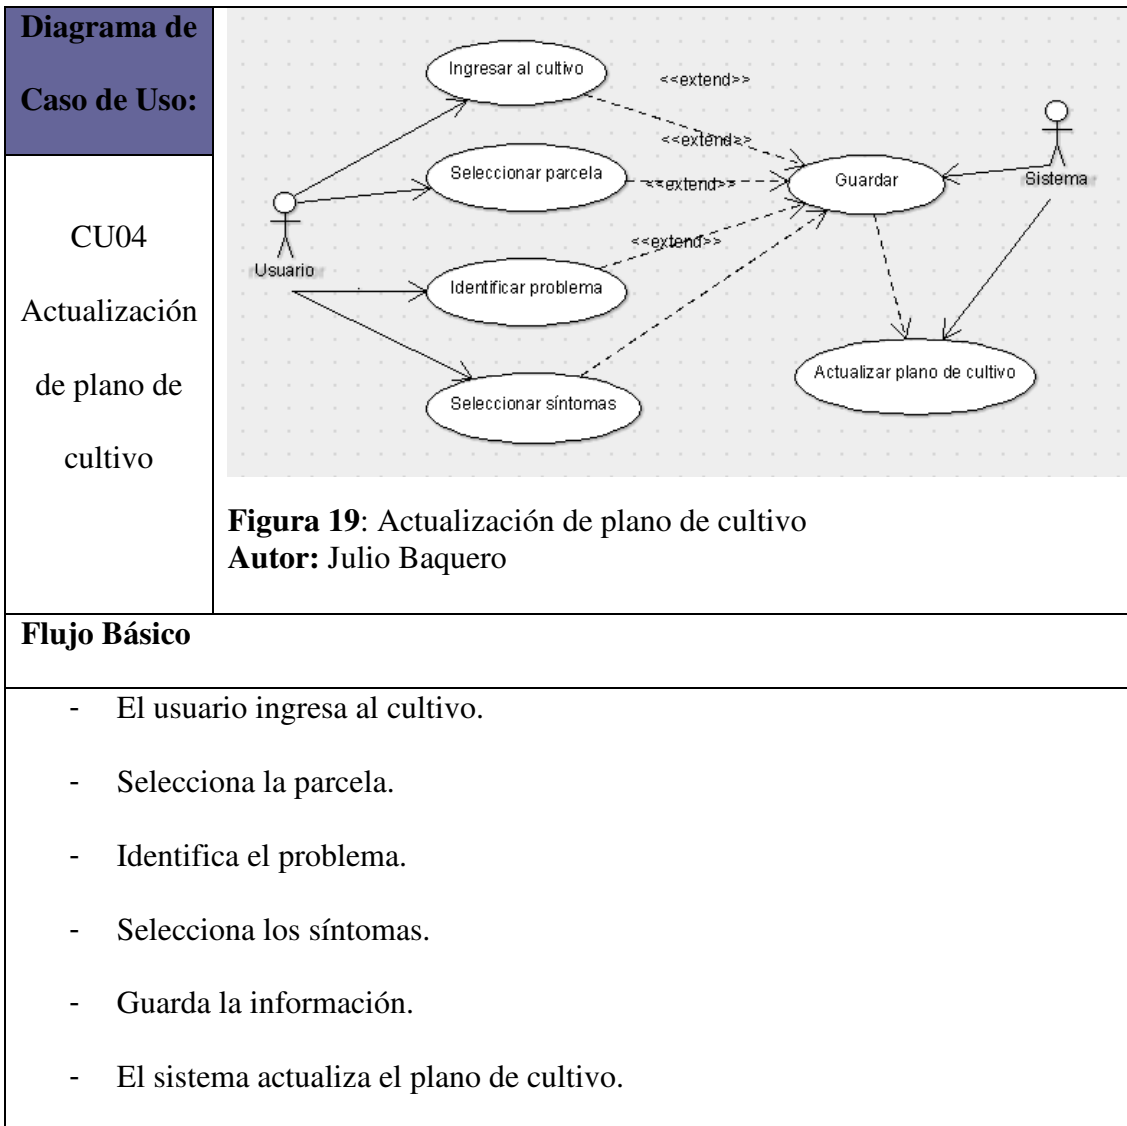 Diagrama de
Caso de Uso:
CU04
Actualización
de plano de
cultivo
Ingresar al cultivo
<<extend>>
<<extend>>
Seleccionar parcela
<<extend>>
Guardar
Sistema
Usuario
<<extend>>
Identificar problema
Actualizar plano de cultivo
Seleccionar síntomas
Figura 19: Actualización de plano de cultivo
Autor: Julio Baquero
Flujo Básico
- El usuario ingresa al cultivo.
- Selecciona la parcela.
- Identifica el problema.
- Selecciona los síntomas.
- Guarda la información.
- El sistema actualiza el plano de cultivo.